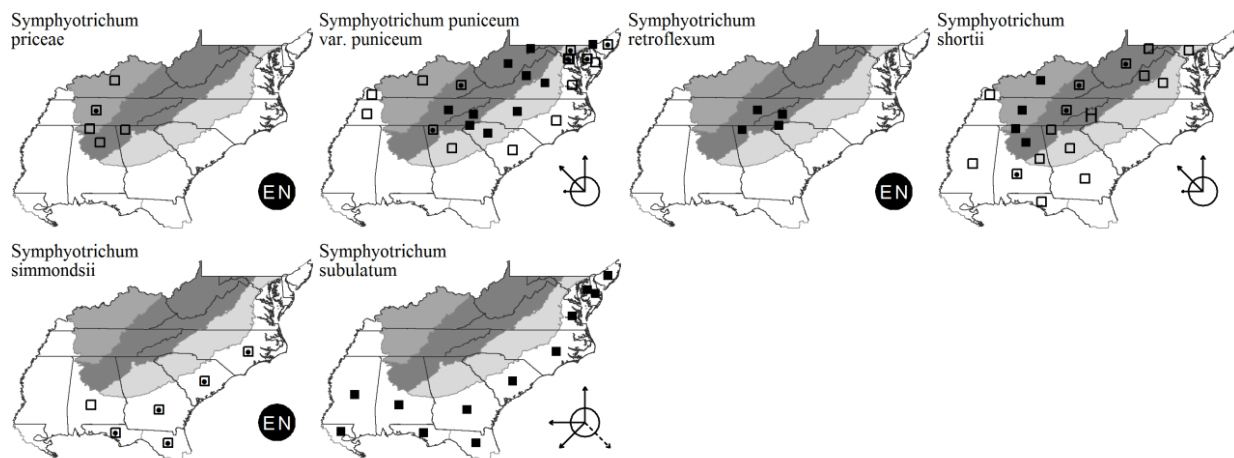 Symphyotrichum
priceae
EN
Symphyotrichum
puniceum
var. puniceum
Symphyotrichum
retroflexum
EN
Symphyotrichum
shortii
Symphyotrichum
simmondsii
EN
Symphyotrichum
subulatum